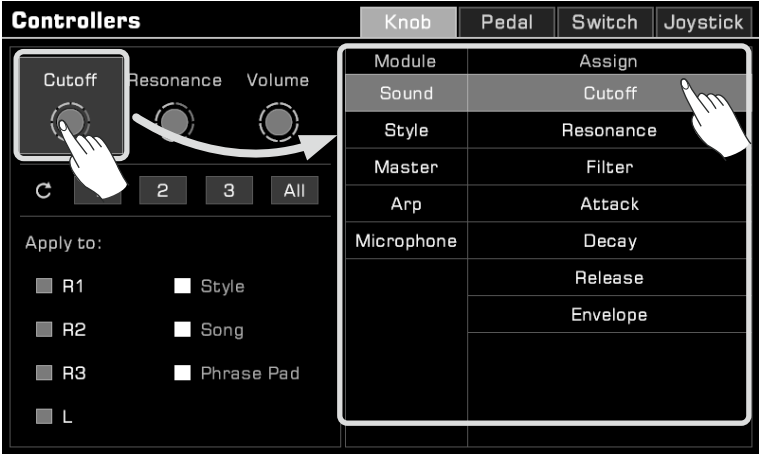 Controllers
Knob Pedal Switch Joystick
Cutoff Resonance Volume
2 3 All
Apply to:
R1 Style
R2 Song
R3 Phrase Pad
L
Module Assign
Sound Cutoff
Style Resonance
Master Filter
Arp Attack
Microphone Decay
Release
Envelope